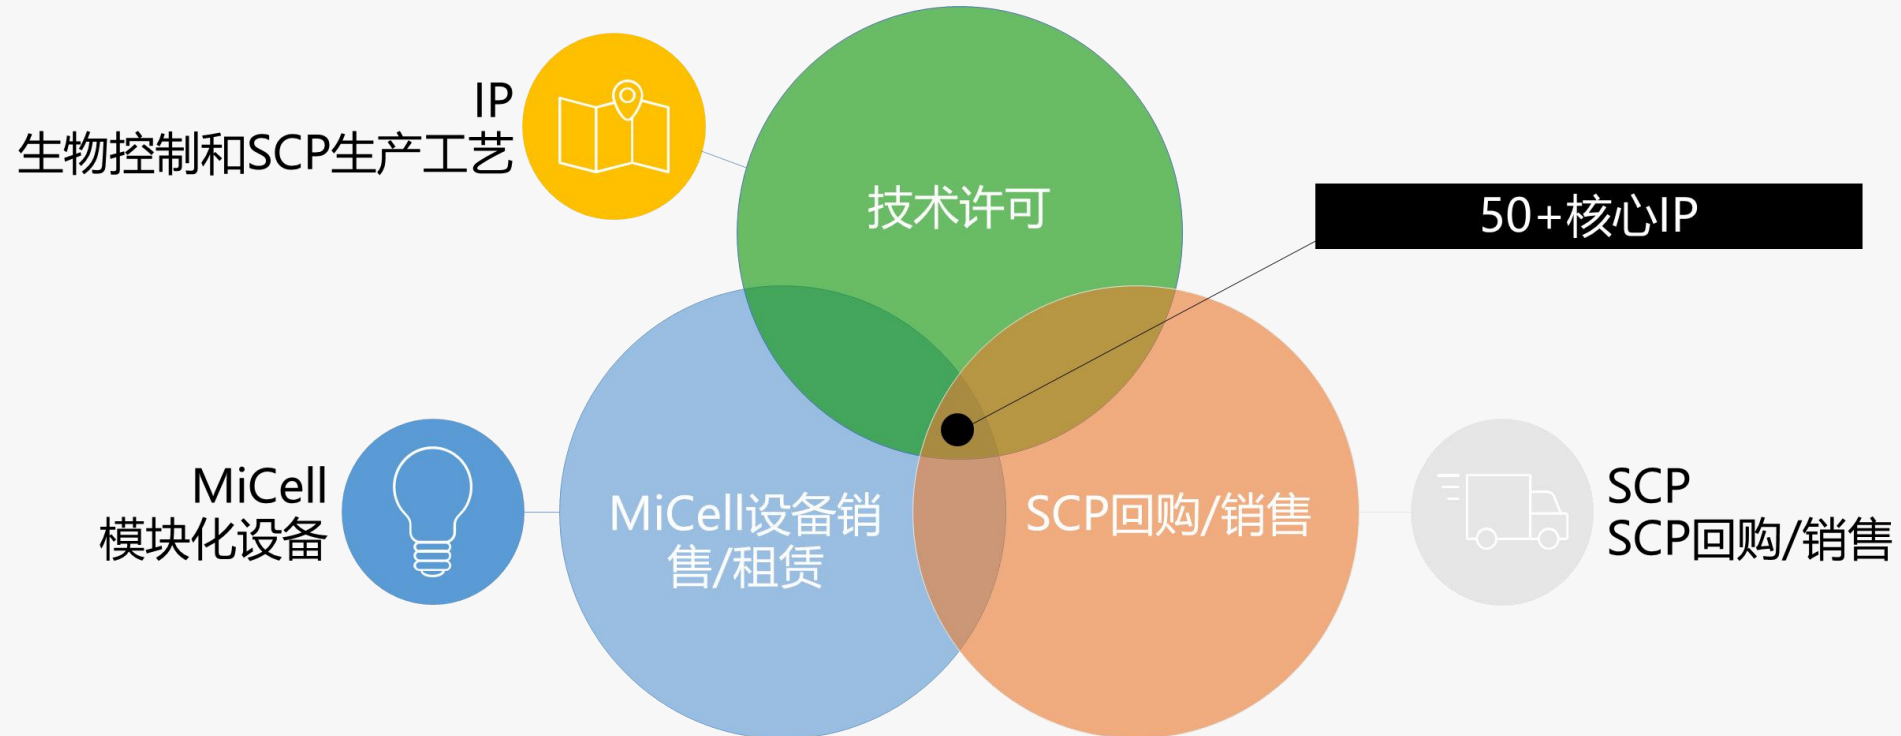 IP
生物控制和SCP生产工艺
技术许可
50+核心IP
MiCell
模块化设备
MiCell设备销
售/租赁
SCP回购/销售
SCP
SCP回购/销售